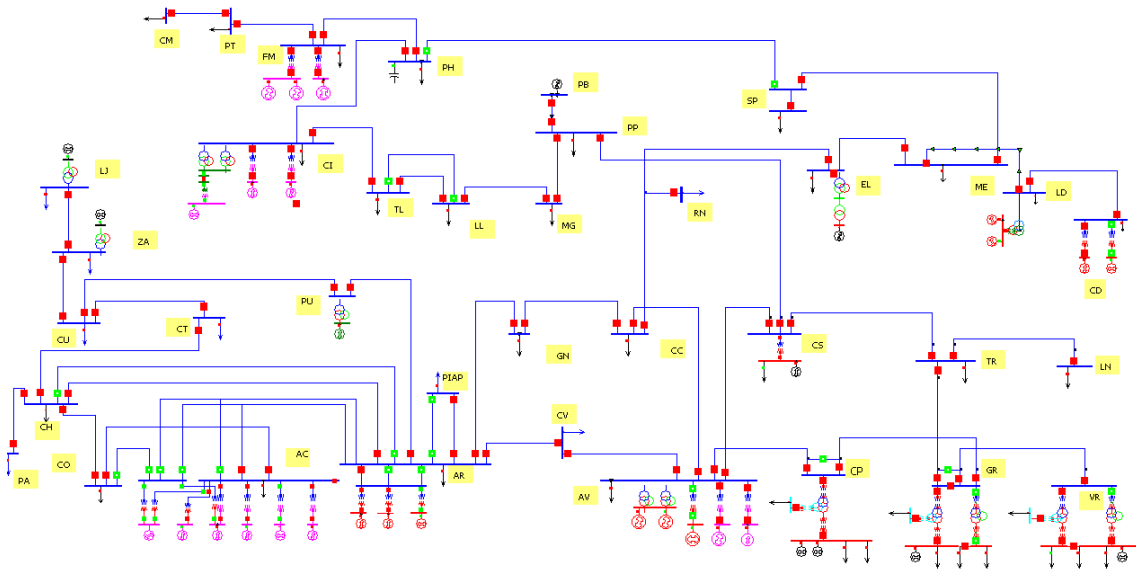 CM
PT
FM
PH
PB
SP
PP
LJ
CI
EL
ME
LD
TL
RN
LL
MG
ZA
CD
PU
CT
CU
GN
CC
CS
TR
LN
PIAP
CH
CV
CO
AC
AR
PA
AV
CP
GR
VR